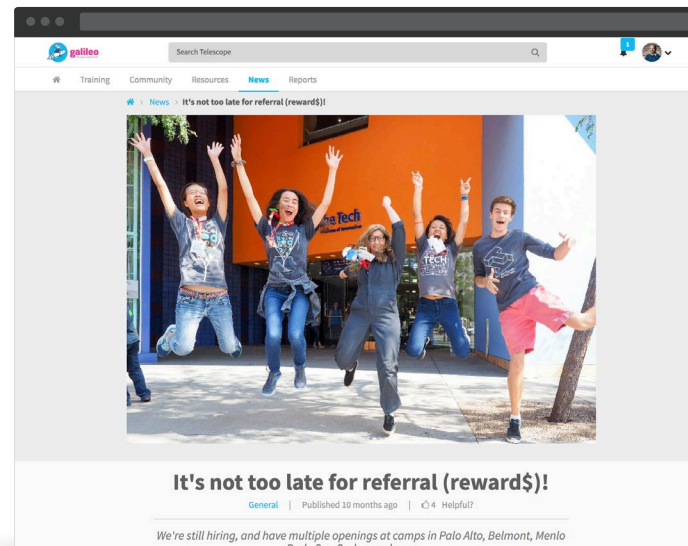 galileo
Search Telescope
1
Training Community Resources News Reports
News > It's not too late for referral (reward$)!
he Tech
TECH
It's not too late for referral (reward$)!
General | Published 10 months ago | 4 Helpful?
We're still hiring, and have multiple openings at camps in Palo Alto, Belmont, Menlo